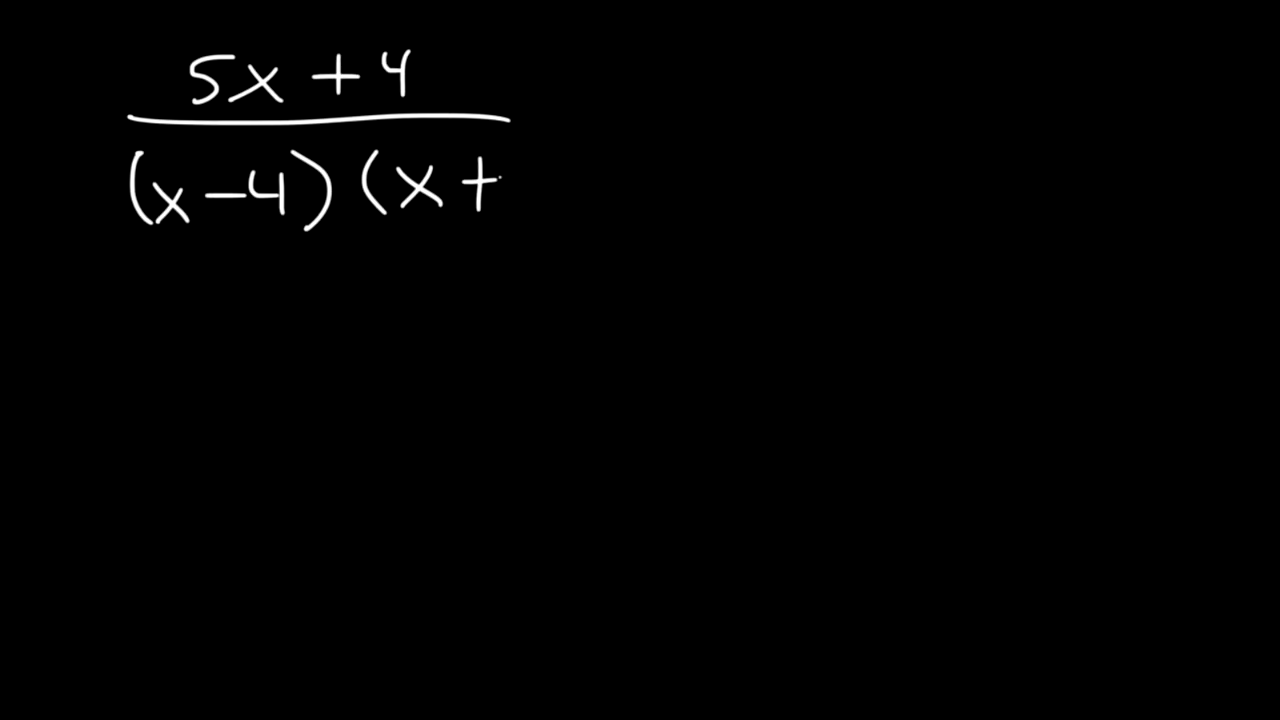 5x + 4
(x - 4) (x +